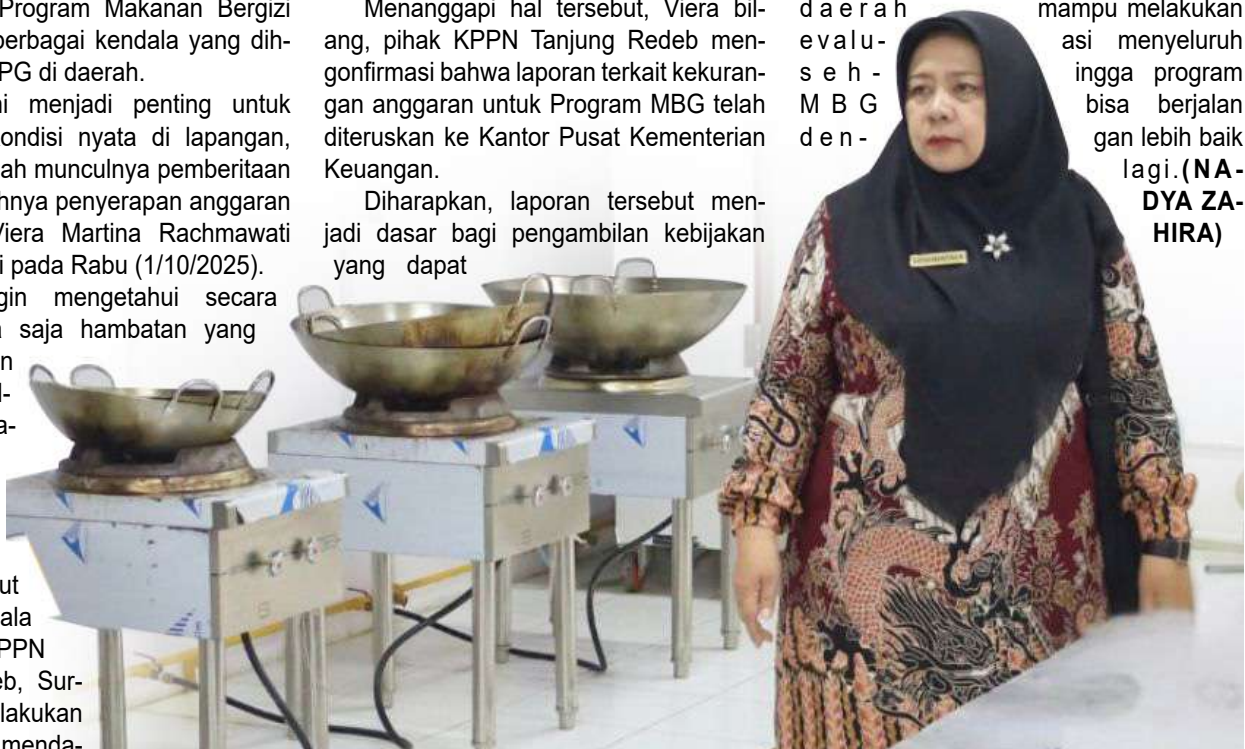 Program Makanan Bergizi
berbagai kendala yang dih-
PG di daerah.
ni menjadi penting untuk
ondisi nyata di lapangan,
ah munculnya pemberitaan
hnya penyerapan anggaran
Viera Martina Rachmawati
i pada Rabu (1/10/2025).
gin mengetahui secara
a saja hambatan yang
n
l-
a-
ut
ala
PPN
eb, Sur-
lakukan
menda-
Menanggapi hal tersebut, Viera bil-
ang, pihak KPPN Tanjung Redeb men-
gonfirmasi bahwa laporan terkait kekuran-
gan anggaran untuk Program MBG telah
diteruskan ke Kantor Pusat Kementerian
Keuangan.
Diharapkan, laporan tersebut men-
jadi dasar bagi pengambilan kebijakan
yang dapat
daerah mampu melakukan
evalu- asi menyeluruh
seh- ingga program
MBG bisa berjalan
den- gan lebih baik
lagi.(NA-
DYA ZA-
HIRA)